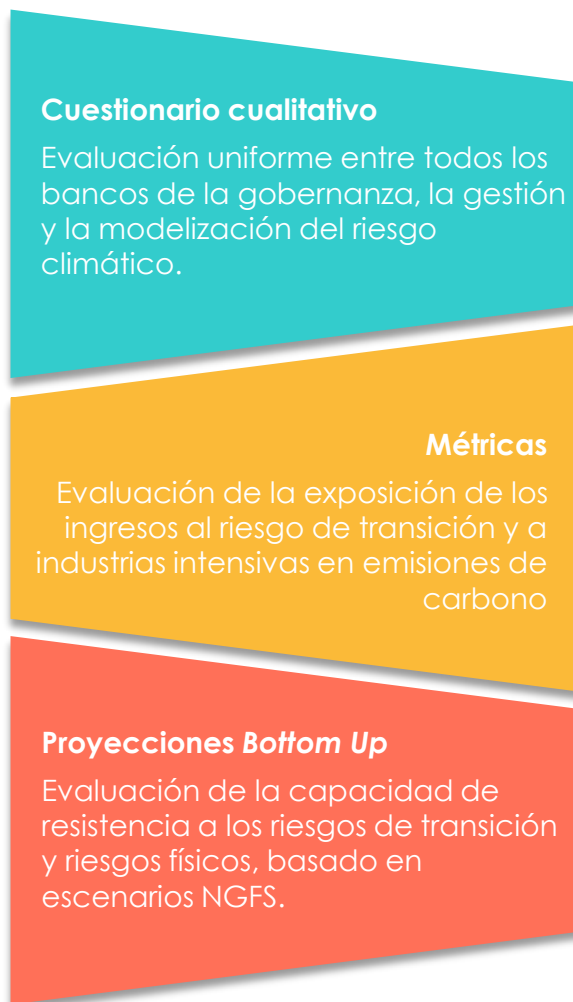 Cuestionario cualitativo
Evaluación uniforme entre todos los
bancos de la gobernanza, la gestión
y la modelización del riesgo
climático.
Métricas
Evaluación de la exposición de los
ingresos al riesgo de transición y a
industrias intensivas en emisiones de
carbono
Proyecciones Bottom Up
Evaluación de la capacidad de
resistencia a los riesgos de transición
y riesgos físicos, basado en
escenarios NGFS.